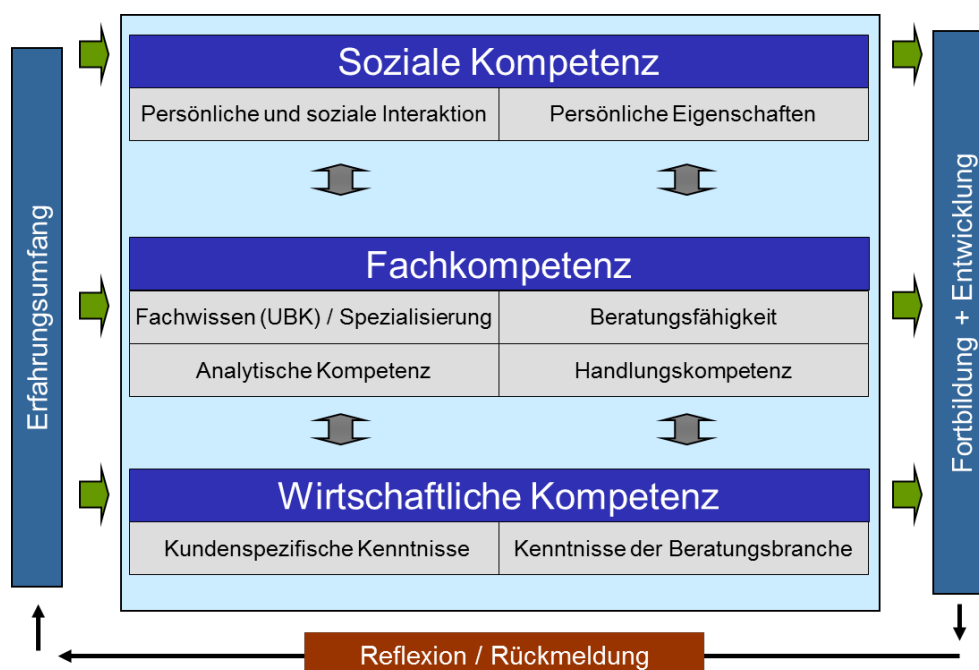 Soziale Kompetenz
Persönliche und soziale Interaktion
Persönliche Eigenschaften
Erfahrungsumfang
Fortbildung + Entwicklung
Fachkompetenz
Fachwissen (UBK) / Spezialisierung
Beratungsfähigkeit
Analytische Kompetenz
Handlungskompetenz
Wirtschaftliche Kompetenz
Kundenspezifische Kenntnisse
Kenntnisse der Beratungsbranche
Reflexion / Rückmeldung